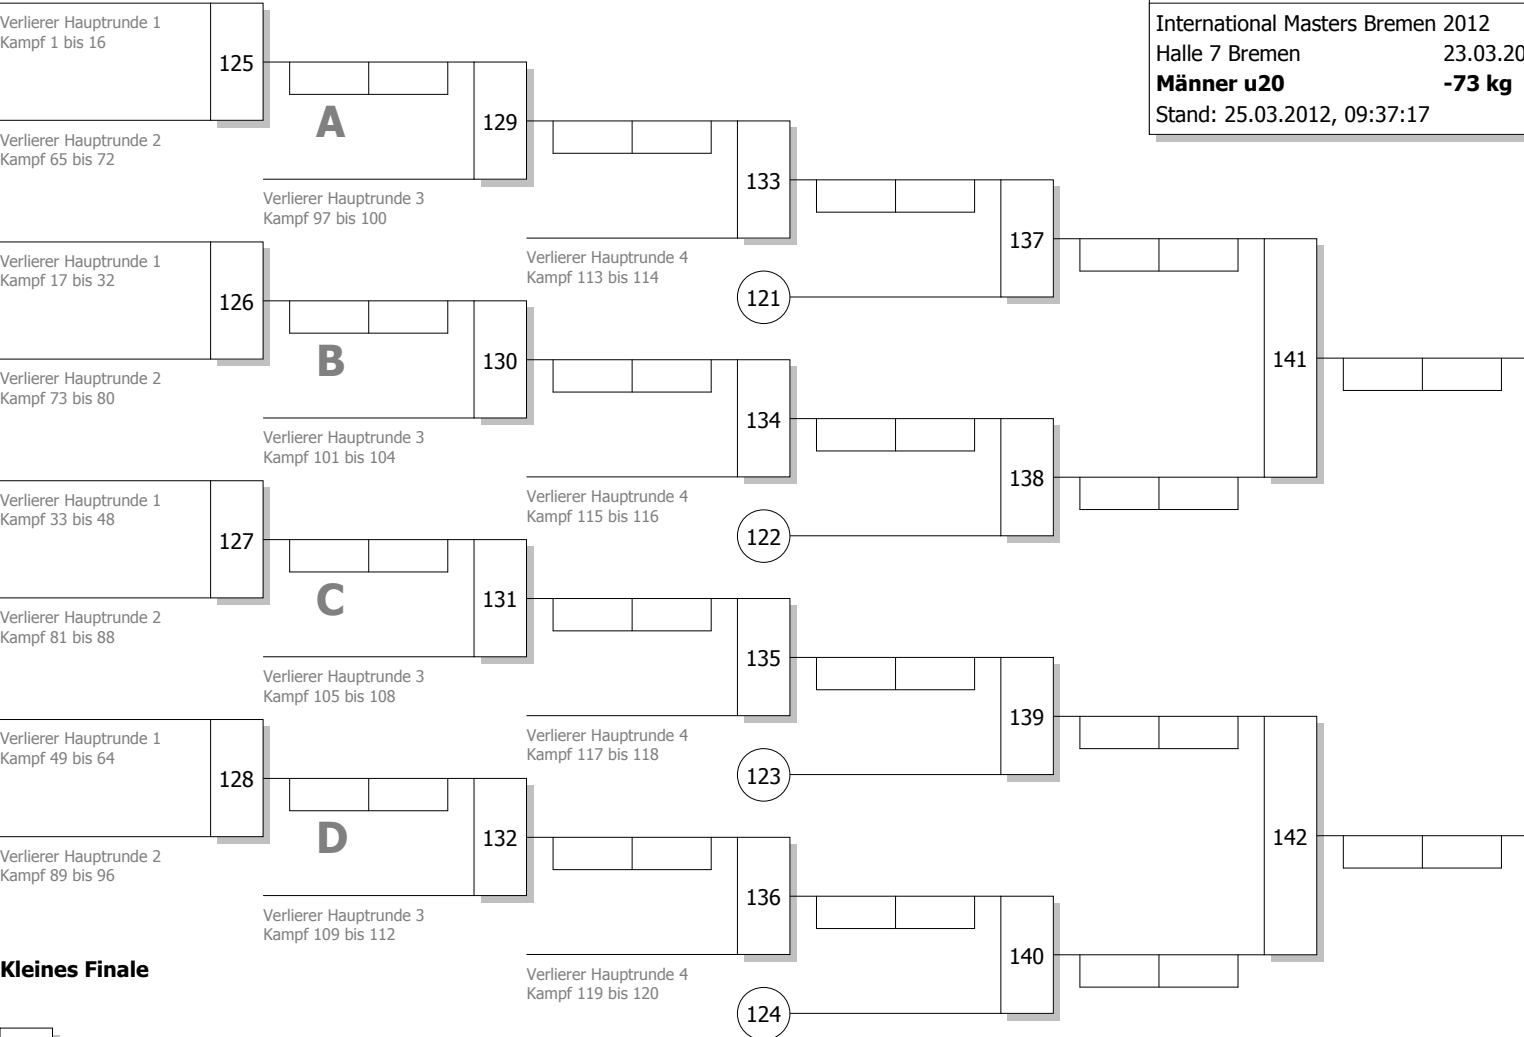 International Masters Bremen 2012
Halle 7 Bremen 23.03.20
Männer u20 -73 kg
Stand: 25.03.2012, 09:37:17
Verlierer Hauptrunde 1
Kampf 1 bis 16
125
Verlierer Hauptrunde 2
Kampf 65 bis 72
A
129
Verlierer Hauptrunde 3
Kampf 97 bis 100
133
Verlierer Hauptrunde 4
Kampf 113 bis 114
137
121
Verlierer Hauptrunde 1
Kampf 17 bis 32
126
Verlierer Hauptrunde 2
Kampf 73 bis 80
B
130
Verlierer Hauptrunde 3
Kampf 101 bis 104
134
Verlierer Hauptrunde 4
Kampf 115 bis 116
138
122
141
Verlierer Hauptrunde 1
Kampf 33 bis 48
127
Verlierer Hauptrunde 2
Kampf 81 bis 88
C
131
Verlierer Hauptrunde 3
Kampf 105 bis 108
135
Verlierer Hauptrunde 4
Kampf 117 bis 118
139
123
Verlierer Hauptrunde 1
Kampf 49 bis 64
128
Verlierer Hauptrunde 2
Kampf 89 bis 96
D
132
Verlierer Hauptrunde 3
Kampf 109 bis 112
136
Verlierer Hauptrunde 4
Kampf 119 bis 120
140
124
142
Kleines Finale